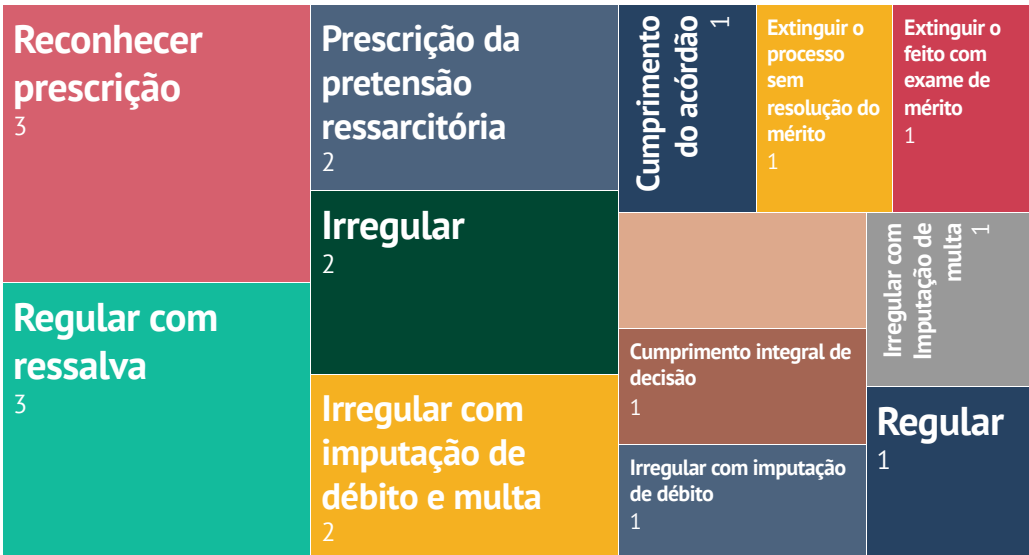 Reconhecer
prescrição
3
Regular com
ressalva
3
Prescrição da
pretensão
ressarcitória
2
Irregular
2
Irregular com
imputação de
débito e multa
2
Cumprimento
do acórdão
1
Extinguir o
processo
sem
resolução do
mérito
1
Extinguir o
feito com
exame de
mérito
1
Cumprimento integral de
decisão
1
Irregular com imputação
de débito
1
Irregular com
Imputação de
multa
1
Regular
1